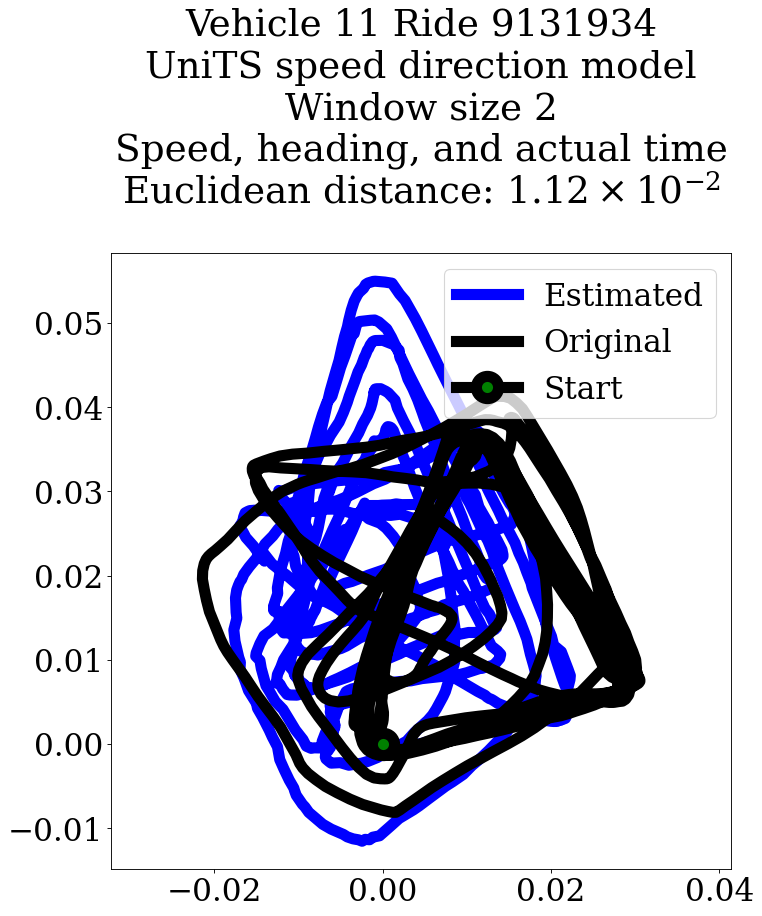 Vehicle 11 Ride 9131934
UniTS speed direction model
Window size 2
Speed, heading, and actual time
Euclidean distance: 1.12 × 10⁻²
Estimated
Original
Start
0.05
0.04
0.03
0.02
0.01
0.00
−0.01
−0.02 0.00 0.02 0.04